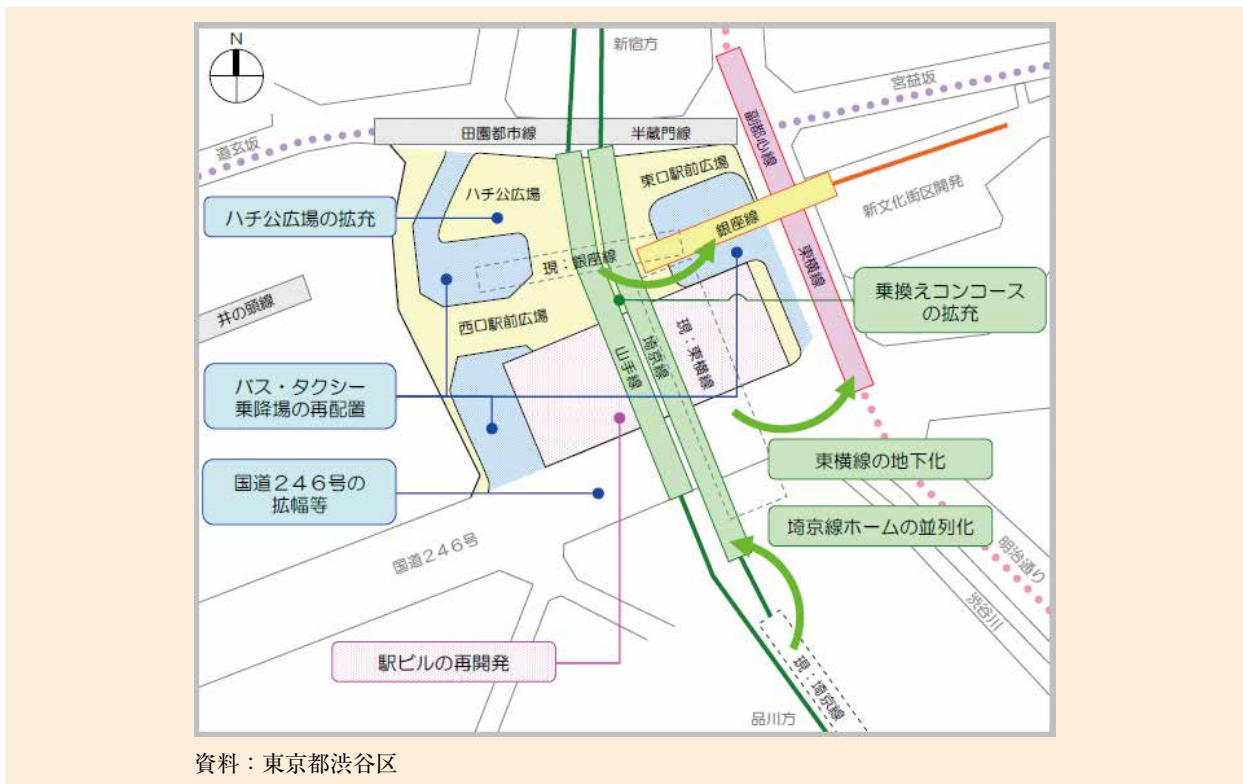 N
新宿方
宮益坂
副都心線
田園都市線
半蔵門線
道玄坂
東口駅前広場
ハチ公広場
新文化街区開発
ハチ公広場の拡充
銀座線
東横線
現：銀座線
乗換えコンコース
の拡充
井の頭線
西口駅前広場
現：東横線
埼京線
山手線
バス・タクシー
乗降場の再配置
東横線の地下化
国道246号の
拡幅等
埼京線ホームの並列化
国道246号
明治通り
渋谷川
駅ビルの再開発
現：埼京線
品川方
資料：東京都渋谷区